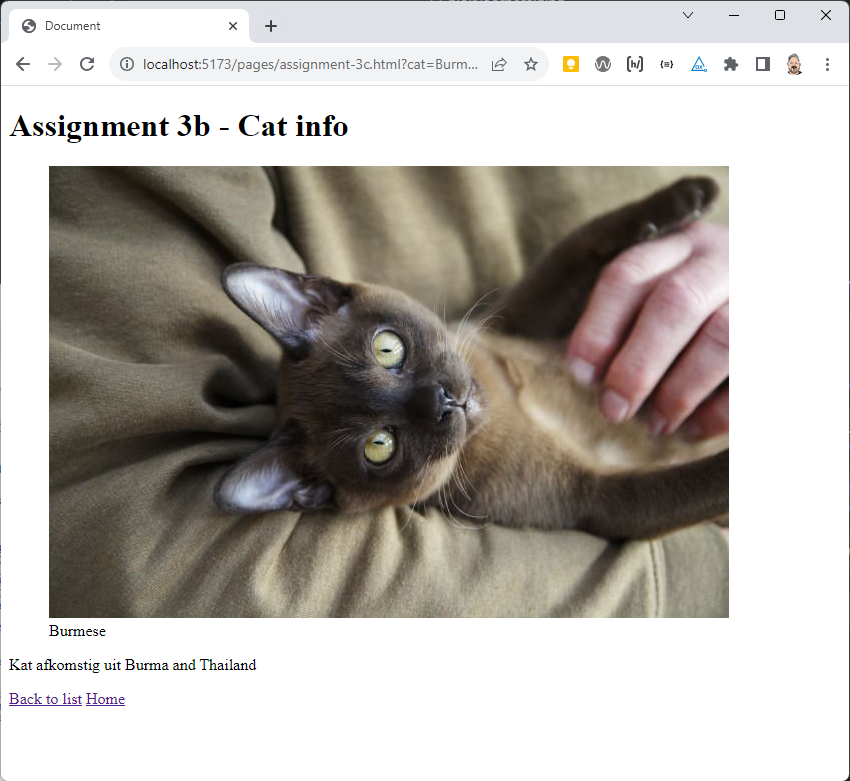 Document
localhost:5173/pages/assignment-3c.html?cat=Burm...
Assignment 3b - Cat info
Burmese
Kat afkomstig uit Burma and Thailand
Back to list Home